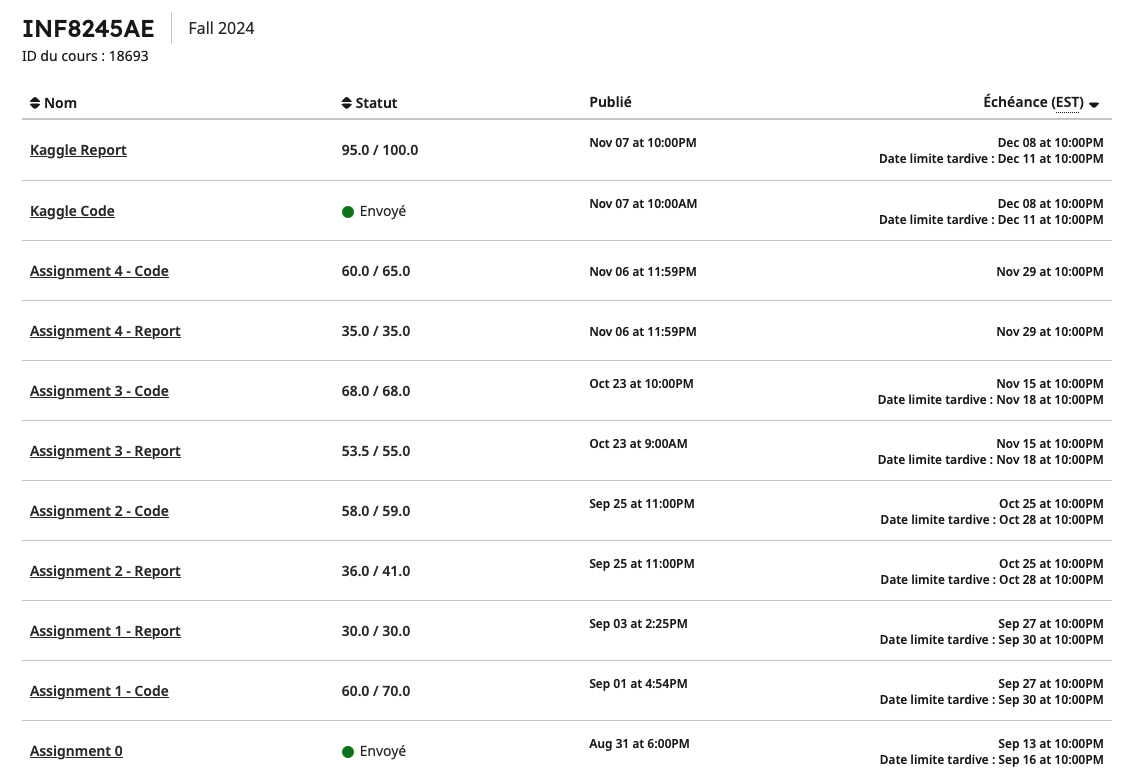 INF8245AE Fall 2024
ID du cours : 18693
Nom Statut Publié Échéance (EST)
Kaggle Report 95.0 / 100.0 Nov 07 at 10:00PM Dec 08 at 10:00PM
Date limite tardive : Dec 11 at 10:00PM
Kaggle Code Envoyé Nov 07 at 10:00AM Dec 08 at 10:00PM
Date limite tardive : Dec 11 at 10:00PM
Assignment 4 - Code 60.0 / 65.0 Nov 06 at 11:59PM Nov 29 at 10:00PM
Assignment 4 - Report 35.0 / 35.0 Nov 06 at 11:59PM Nov 29 at 10:00PM
Assignment 3 - Code 68.0 / 68.0 Oct 23 at 10:00PM Nov 15 at 10:00PM
Date limite tardive : Nov 18 at 10:00PM
Assignment 3 - Report 53.5 / 55.0 Oct 23 at 9:00AM Nov 15 at 10:00PM
Date limite tardive : Nov 18 at 10:00PM
Assignment 2 - Code 58.0 / 59.0 Sep 25 at 11:00PM Oct 25 at 10:00PM
Date limite tardive : Oct 28 at 10:00PM
Assignment 2 - Report 36.0 / 41.0 Sep 25 at 11:00PM Oct 25 at 10:00PM
Date limite tardive : Oct 28 at 10:00PM
Assignment 1 - Report 30.0 / 30.0 Sep 03 at 2:25PM Sep 27 at 10:00PM
Date limite tardive : Sep 30 at 10:00PM
Assignment 1 - Code 60.0 / 70.0 Sep 01 at 4:54PM Sep 27 at 10:00PM
Date limite tardive : Sep 30 at 10:00PM
Assignment 0 Envoyé Aug 31 at 6:00PM Sep 13 at 10:00PM
Date limite tardive : Sep 16 at 10:00PM